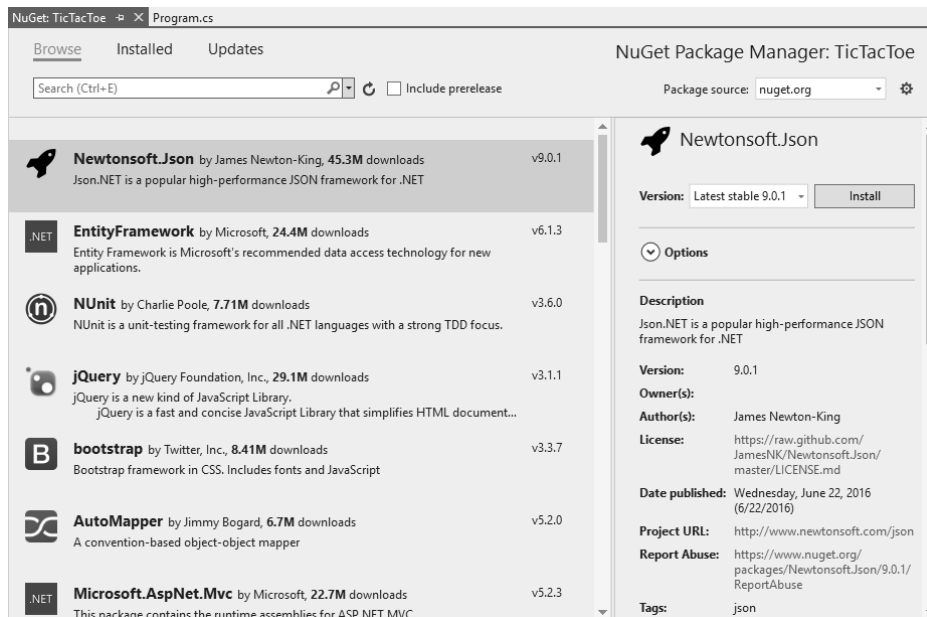 NuGet: TicTacToe Program.cs
Browse Installed Updates
NuGet Package Manager: TicTacToe
Search (Ctrl+E)
Include prerelease
Package source: nuget.org
Newtonsoft.Json by James Newton-King, 45.3M downloads v9.0.1
Json.NET is a popular high-performance JSON framework for .NET
.NET
EntityFramework by Microsoft, 24.4M downloads v6.1.3
Entity Framework is Microsoft's recommended data access technology for new
applications.
n
NUnit by Charlie Poole, 7.71M downloads v3.6.0
NUnit is a unit-testing framework for all .NET languages with a strong TDD focus.
jQuery by jQuery Foundation, Inc., 29.1M downloads v3.1.1
jQuery is a new kind of JavaScript Library.
jQuery is a fast and concise JavaScript Library that simplifies HTML document...
B
bootstrap by Twitter, Inc., 8.41M downloads v3.3.7
Bootstrap framework in CSS. Includes fonts and JavaScript
AutoMapper by Jimmy Bogard, 6.7M downloads v5.2.0
A convention-based object-object mapper
.NET
Microsoft.AspNet.Mvc by Microsoft, 22.7M downloads v5.2.3
This package contains the runtime assemblies for ASP.NET MVC
Newtonsoft.Json
Version: Latest stable 9.0.1 Install
Options
Description
Json.NET is a popular high-performance JSON
framework for .NET
Version: 9.0.1
Owner(s):
Author(s): James Newton-King
License: https://raw.github.com/
JamesNK/Newtonsoft.Json/
master/LICENSE.md
Date published: Wednesday, June 22, 2016
(6/22/2016)
Project URL: http://www.newtonsoft.com/json
Report Abuse: https://www.nuget.org/
packages/Newtonsoft.Json/9.0.1/
ReportAbuse
Tags: json